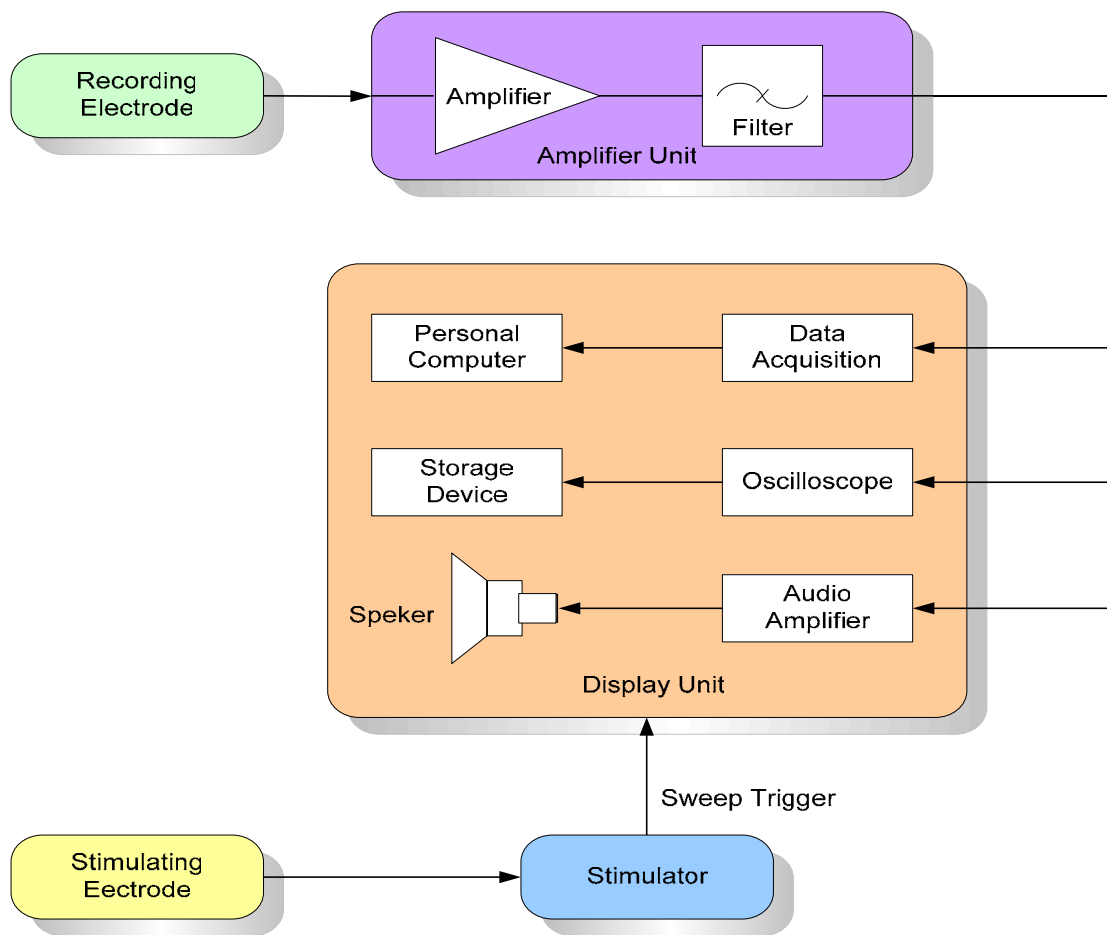 Recording
Electrode
Amplifier
Filter
Amplifier Unit
Personal
Computer
Data
Acquisition
Storage
Device
Oscilloscope
Speker
Audio
Amplifier
Display Unit
Sweep Trigger
Stimulating
Eectrode
Stimulator